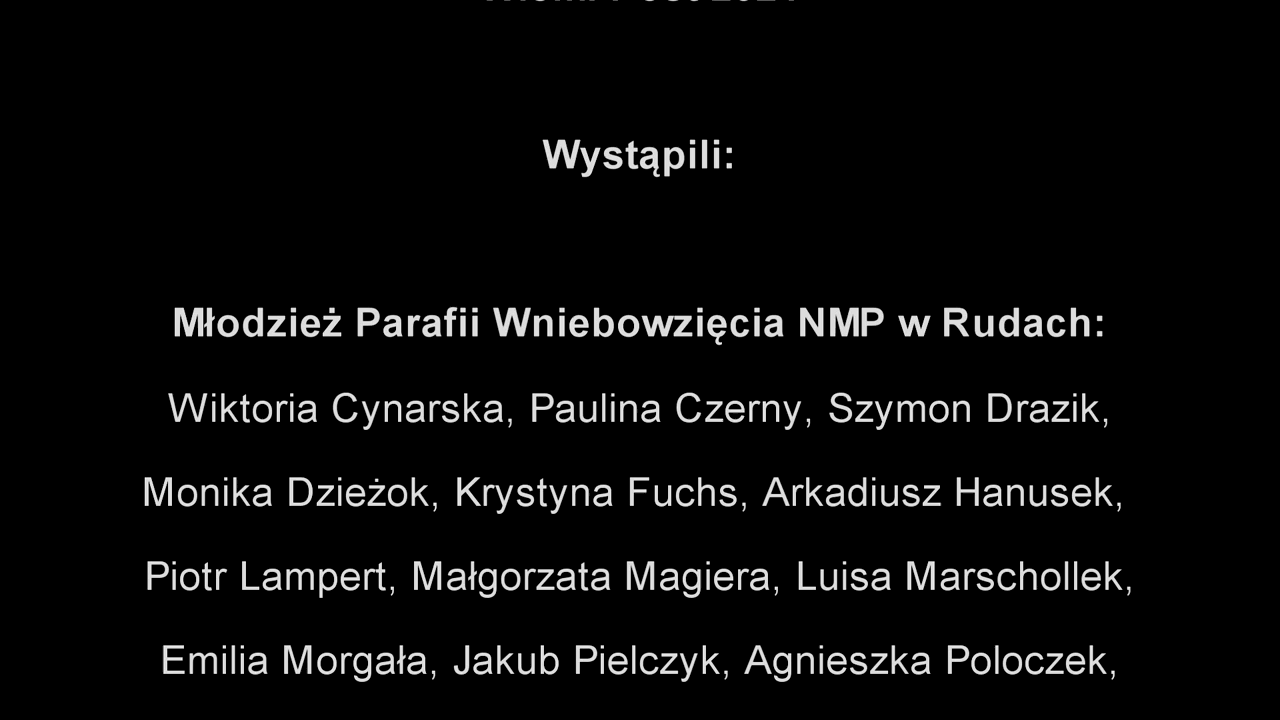 Wystąpili:
Młodzież Parafii Wniebowzięcia NMP w Rudach:
Wiktoria Cynarska, Paulina Czerny, Szymon Drazik,
Monika Dzieżok, Krystyna Fuchs, Arkadiusz Hanusek,
Piotr Lampert, Małgorzata Magiera, Luisa Marschollek,
Emilia Morgała, Jakub Pielczyk, Agnieszka Poloczek,